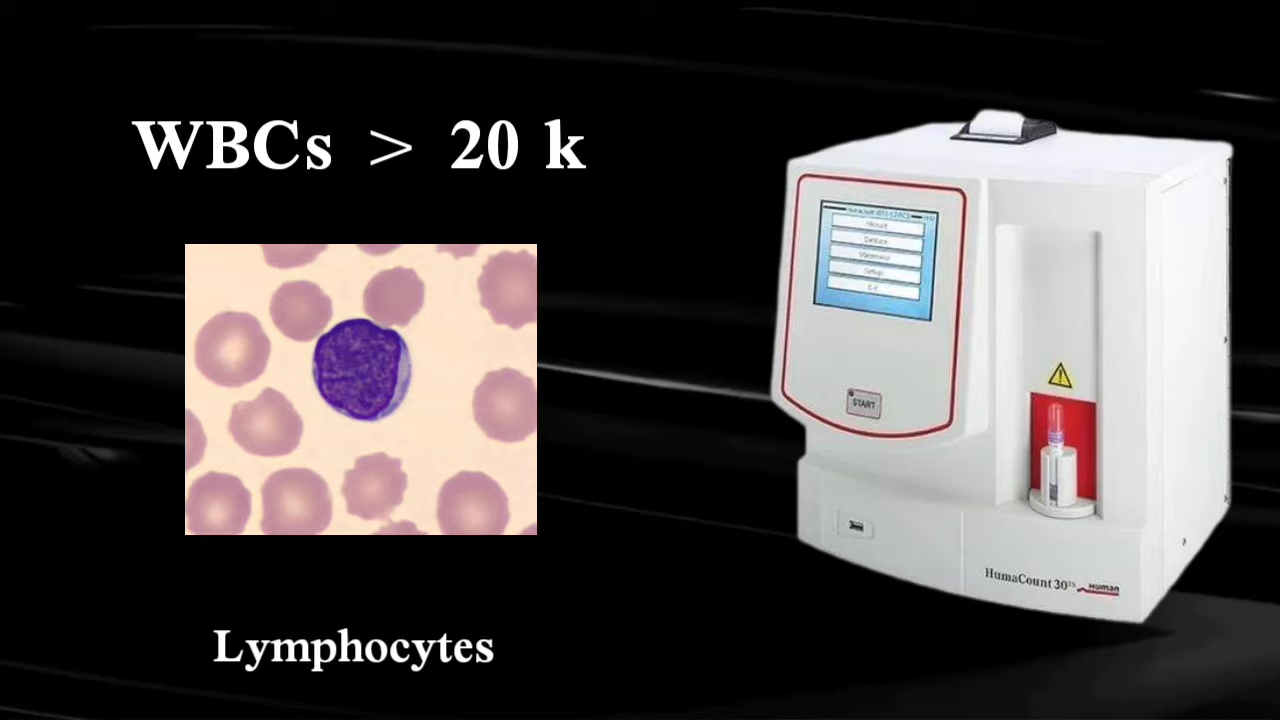 WBCs > 20 k
Lymphocytes
START
HumaCount 30TS
Human